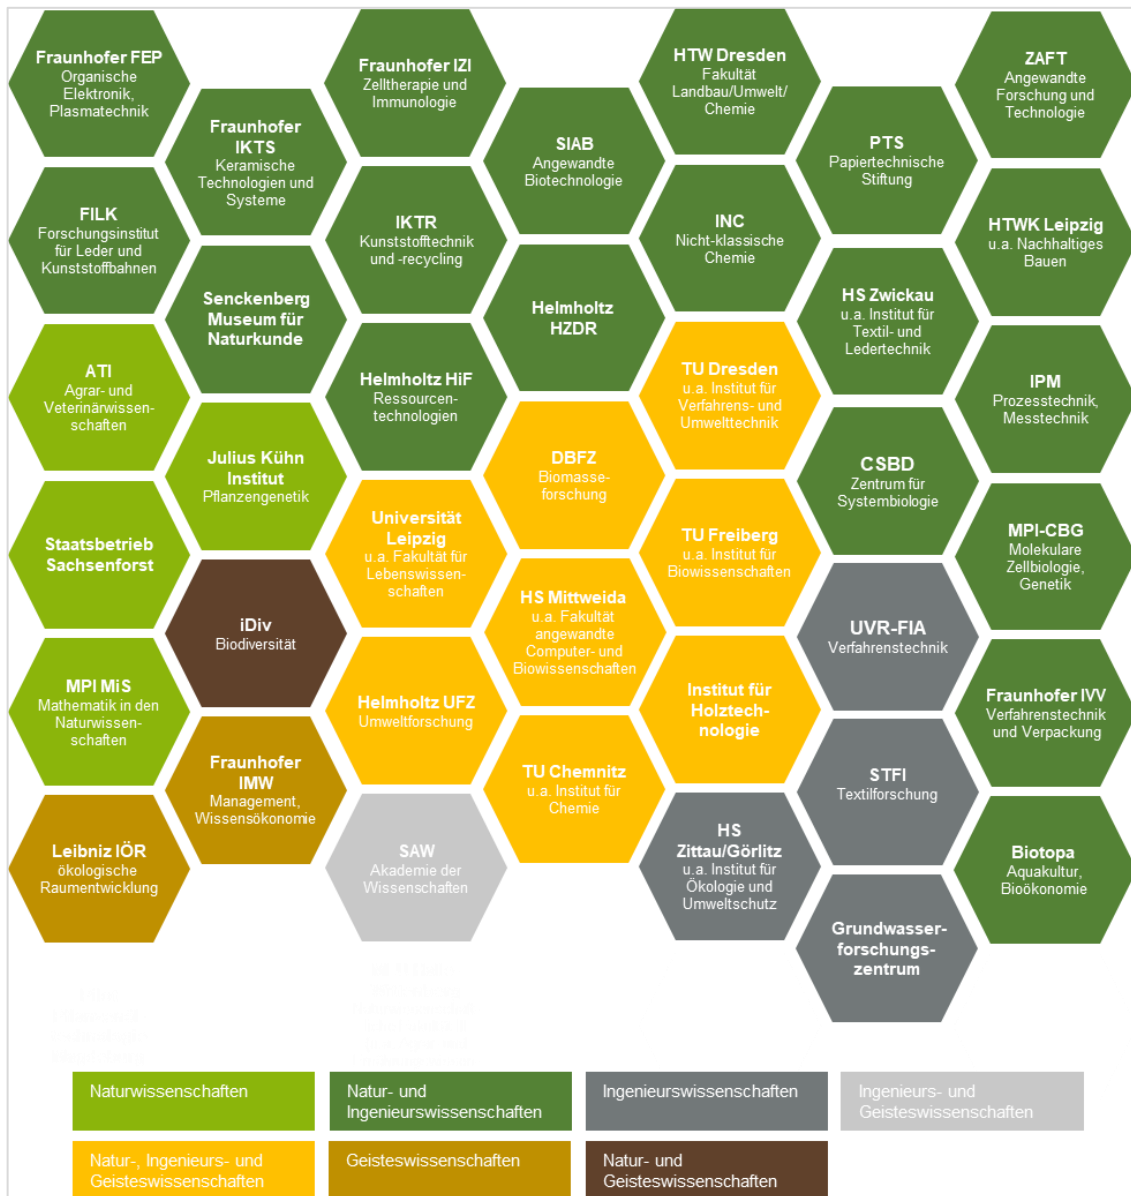 Fraunhofer FEP
Organische
Elektronik,
Plasmatechnik
Fraunhofer IZI
Zelltherapie und
Immunologie
HTW Dresden
Fakultät
Landbau/Umwelt/
Chemie
ZAFT
Angewandte
Forschung und
Technologie
Fraunhofer
IKTS
Keramische
Technologien und
Systeme
SIAB
Angewandte
Biotechnologie
PTS
Papiertechnische
Stiftung
FILK
Forschungsinstitut
für Leder und
Kunststoffbahnen
IKTR
Kunststofftechnik
und -recycling
INC
Nicht-klassische
Chemie
HTWK Leipzig
u.a. Nachhaltiges
Bauen
Senckenberg
Museum für
Naturkunde
Helmholtz
HZDR
HS Zwickau
u.a. Institut für
Textil- und
Ledertechnik
ATI
Agrar- und
Veterinärwissen-
schaften
Helmholtz HiF
Ressourcen-
technologien
TU Dresden
u.a. Institut für
Verfahrens- und
Umwelttechnik
IPM
Prozesstechnik,
Messtechnik
Julius Kühn
Institut
Pflanzengenetik
DBFZ
Biomasse-
forschung
CSBD
Zentrum für
Systembiologie
Staatsbetrieb
Sachsenforst
Universität
Leipzig
u.a. Fakultät für
Lebenswissen-
schaften
TU Freiberg
u.a. Institut für
Biowissenschaften
MPI-CBG
Molekulare
Zellbiologie,
Genetik
iDiv
Biodiversität
HS Mittweida
u.a. Fakultät
angewandte
Computer- und
Biowissenschaften
UVR-FIA
Verfahrenstechnik
MPI MiS
Mathematik in den
Naturwissen-
schaften
Helmholtz UFZ
Umweltforschung
Institut für
Holztech-
nologie
Fraunhofer IVV
Verfahrenstechnik
und Verpackung
Fraunhofer
IMW
Management,
Wissensökonomie
TU Chemnitz
u.a. Institut für
Chemie
STFI
Textilforschung
Leibniz IÖR
ökologische
Raumentwicklung
SAW
Akademie der
Wissenschaften
HS
Zittau/Görlitz
u.a. Institut für
Ökologie und
Umweltschutz
Biotopa
Aquakultur,
Bioökonomie
Grundwasser-
forschungs-
zentrum
Naturwissenschaften
Natur- und
Ingenieurswissenschaften
Ingenieurswissenschaften
Ingenieurs- und
Geisteswissenschaften
Natur-, Ingenieurs- und
Geisteswissenschaften
Geisteswissenschaften
Natur- und
Geisteswissenschaften